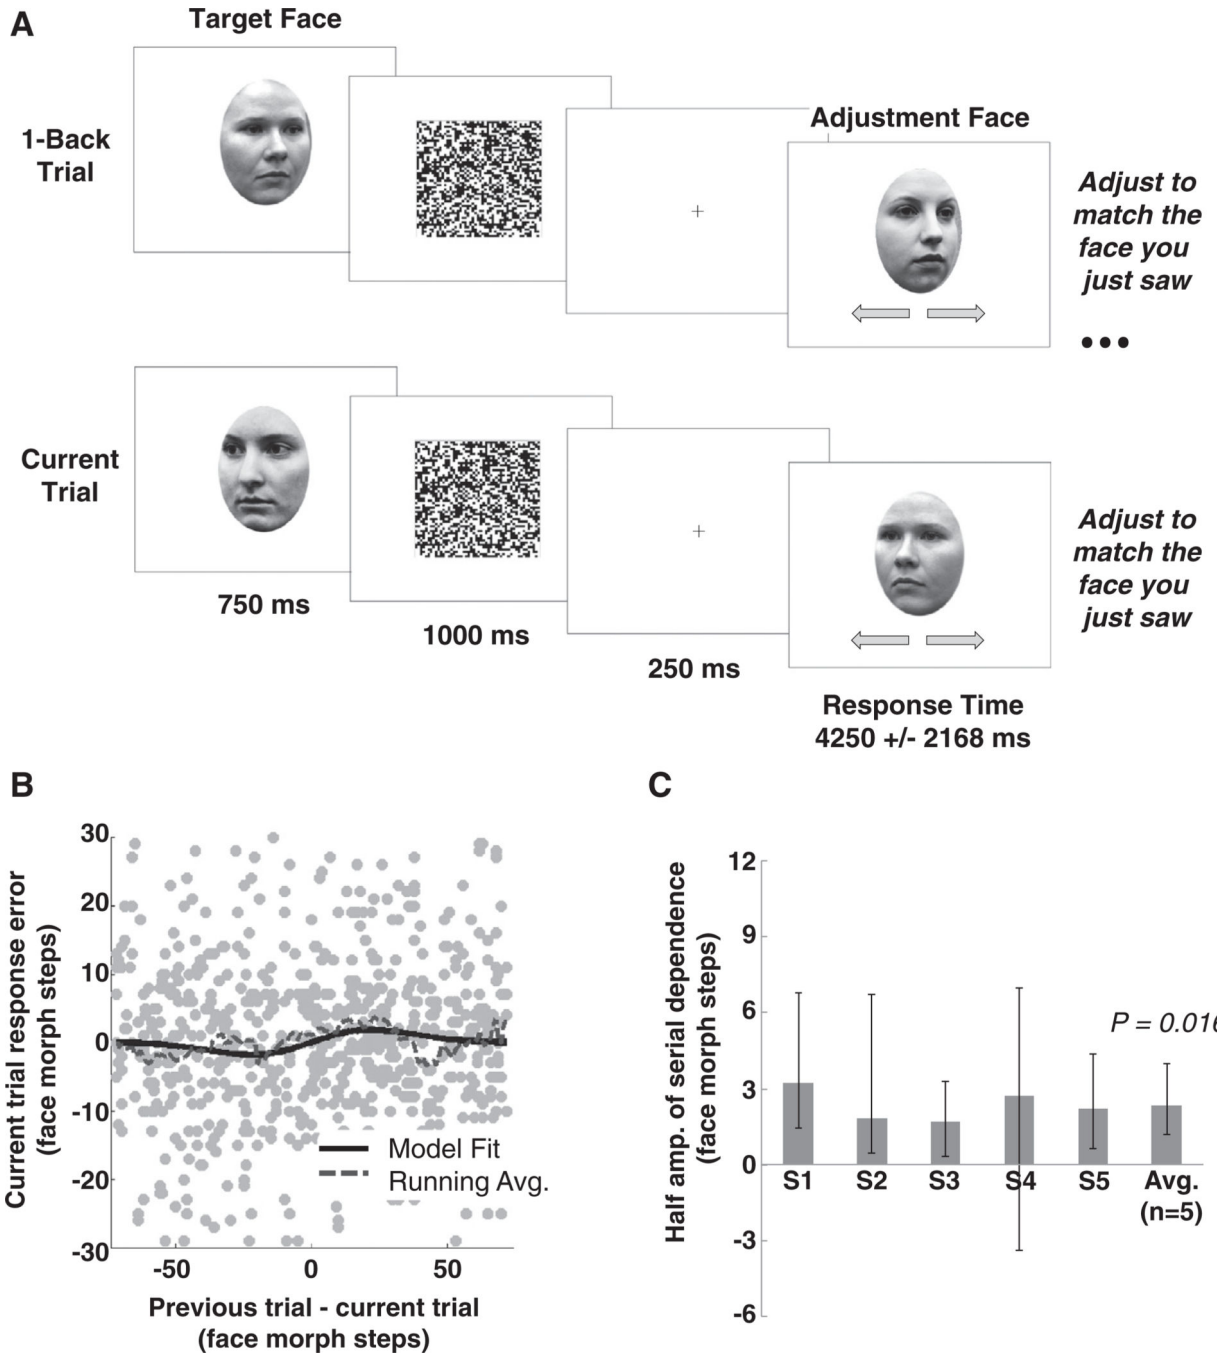 A
Target Face
1-Back
Trial
Adjustment Face
Adjust to
match the
face you
just saw
•••
Current
Trial
Adjust to
match the
face you
just saw
750 ms
1000 ms
250 ms
Response Time
4250 +/- 2168 ms
B
Current trial response error
(face morph steps)
30
20
10
0
-10
-20
-30
Model Fit
Running Avg.
-50
0
50
Previous trial - current trial
(face morph steps)
C
Half amp. of serial dependence
(face morph steps)
12
9
6
3
0
-3
-6
P = 0.016
S1
S2
S3
S4
S5
Avg.
(n=5)